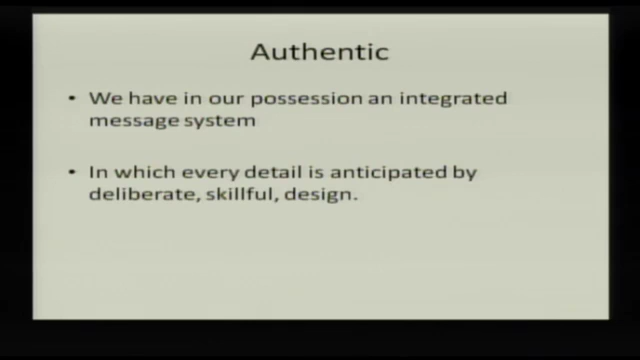 Authentic
• We have in our possession an integrated
message system
• In which every detail is anticipated by
deliberate, skillful, design.